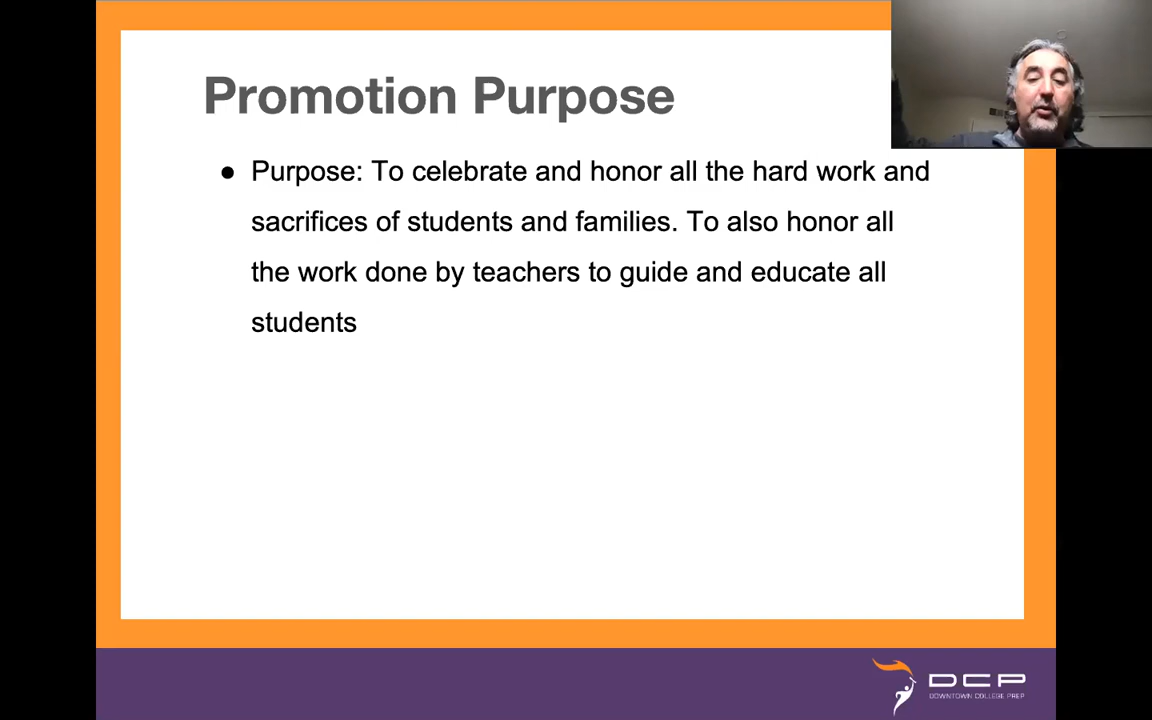 Promotion Purpose
● Purpose: To celebrate and honor all the hard work and
sacrifices of students and families. To also honor all
the work done by teachers to guide and educate all
students
DCP
DOWNTOWN COLLEGE PREP